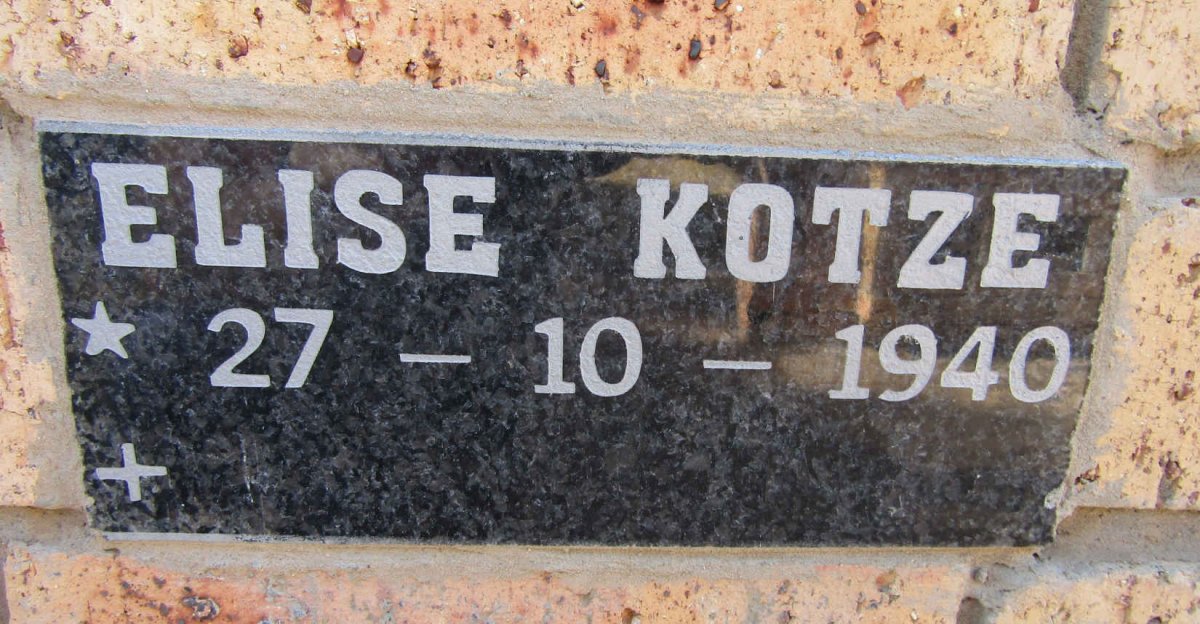 ELISE KOTZE
★ 27 – 10 – 1940
+